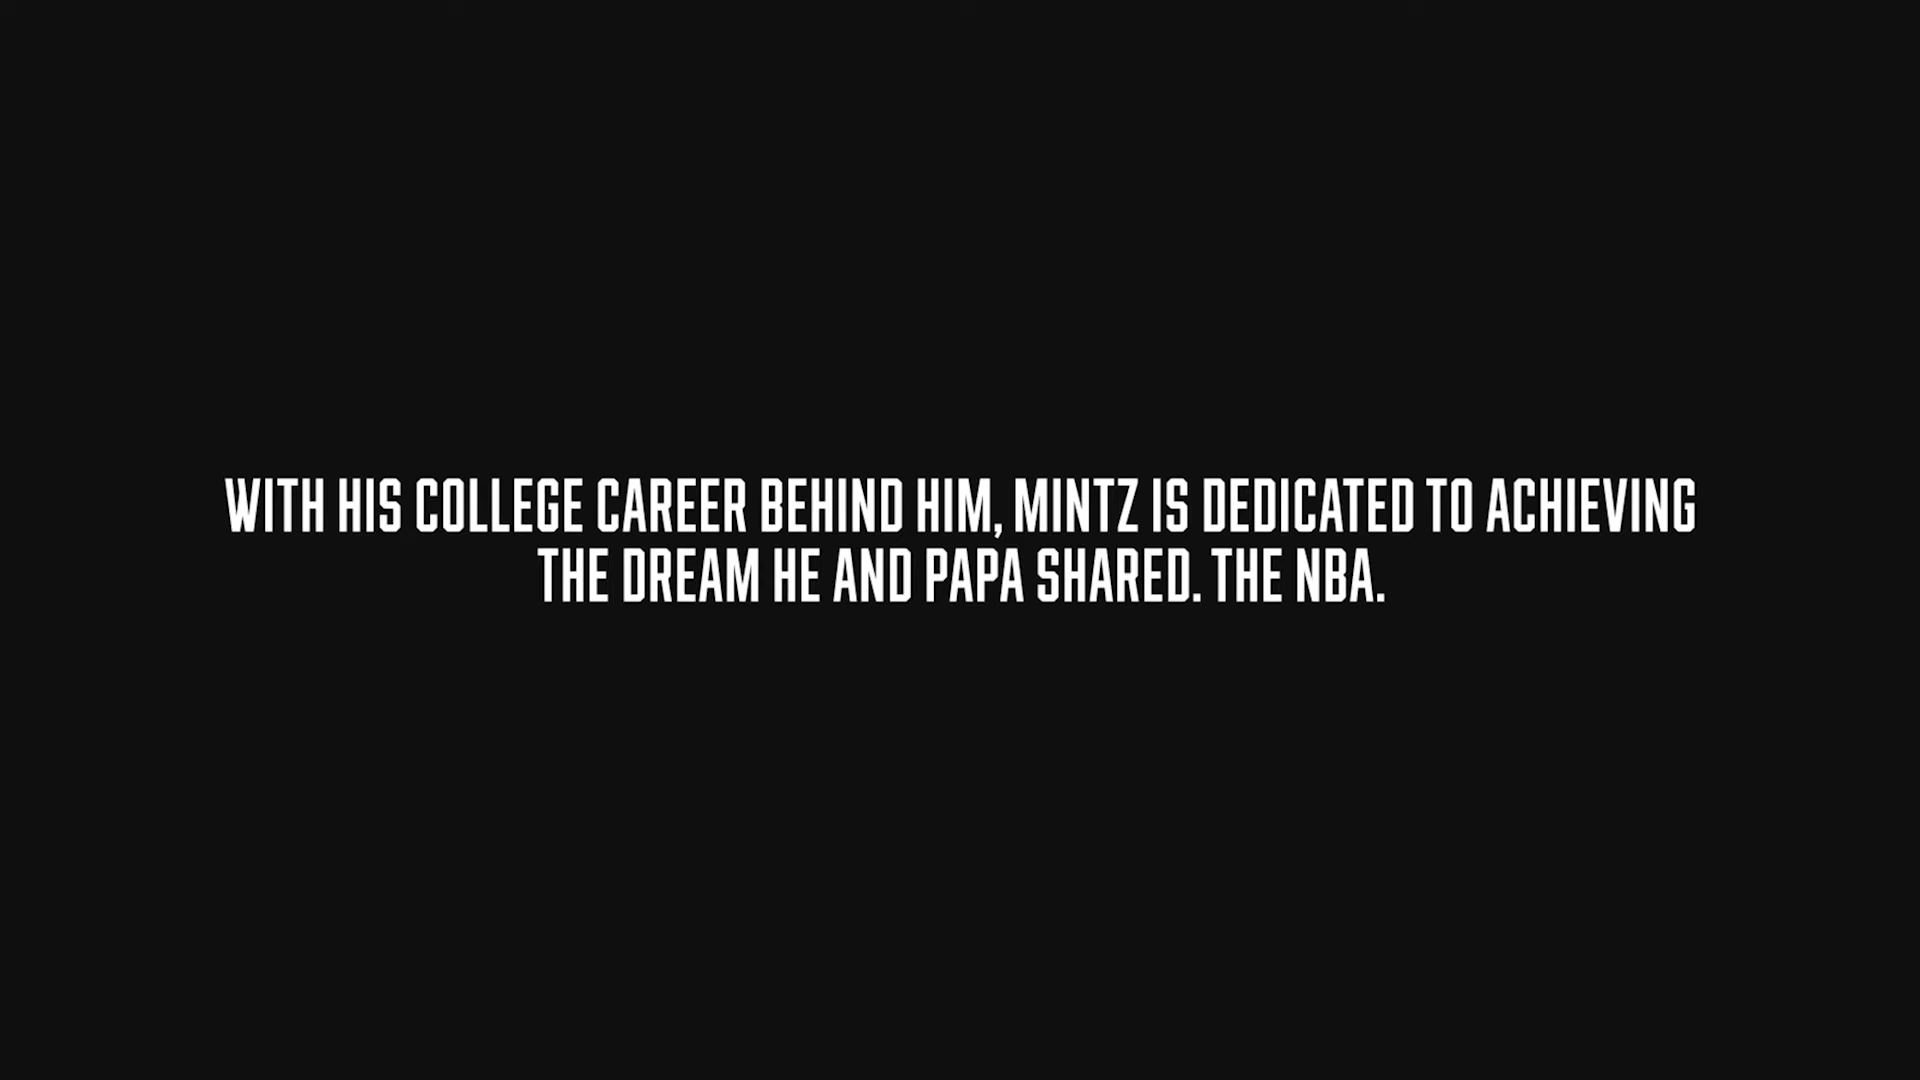 WITH HIS COLLEGE CAREER BEHIND HIM, MINTZ IS DEDICATED TO ACHIEVING
THE DREAM HE AND PAPA SHARED. THE NBA.